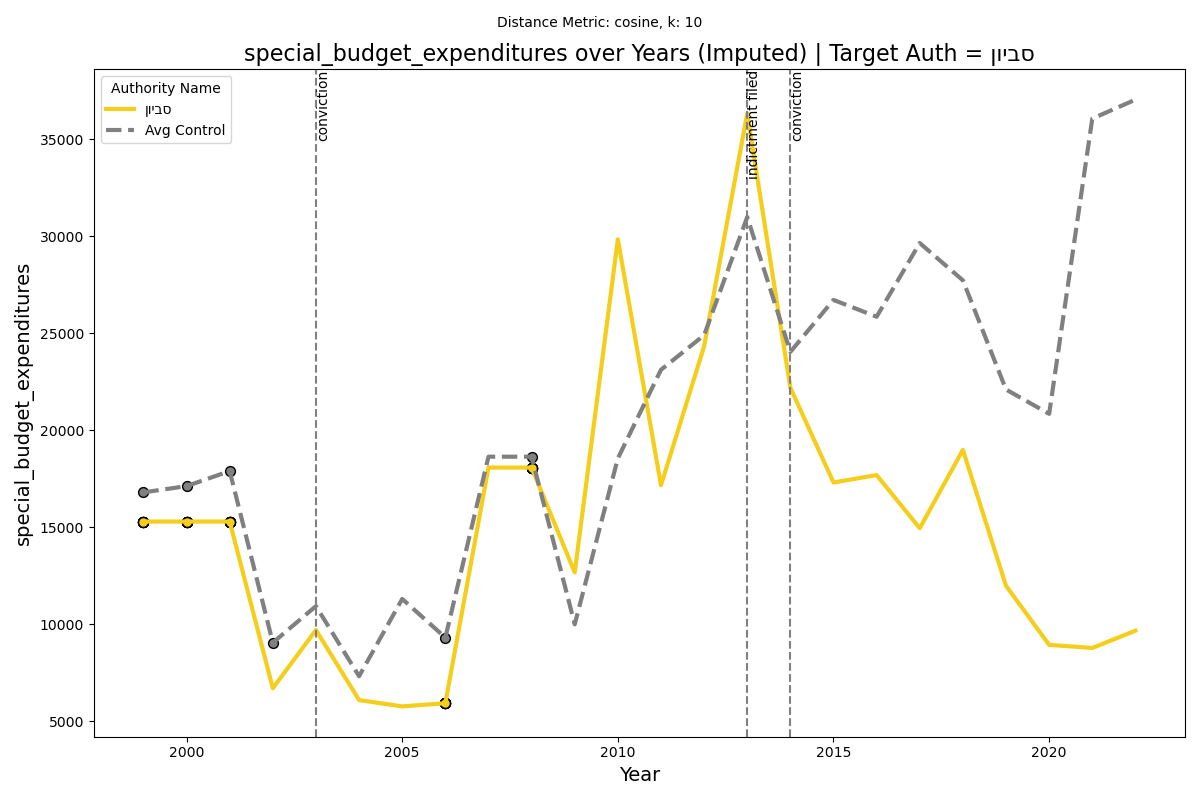 Distance Metric: cosine, k: 10
special_budget_expenditures over Years (Imputed) | Target Auth = סביון
Authority Name
סביון
Avg Control
conviction
indictment filed
conviction
special_budget_expenditures
35000
30000
25000
20000
15000
10000
5000
2000 2005 2010 2015 2020
Year